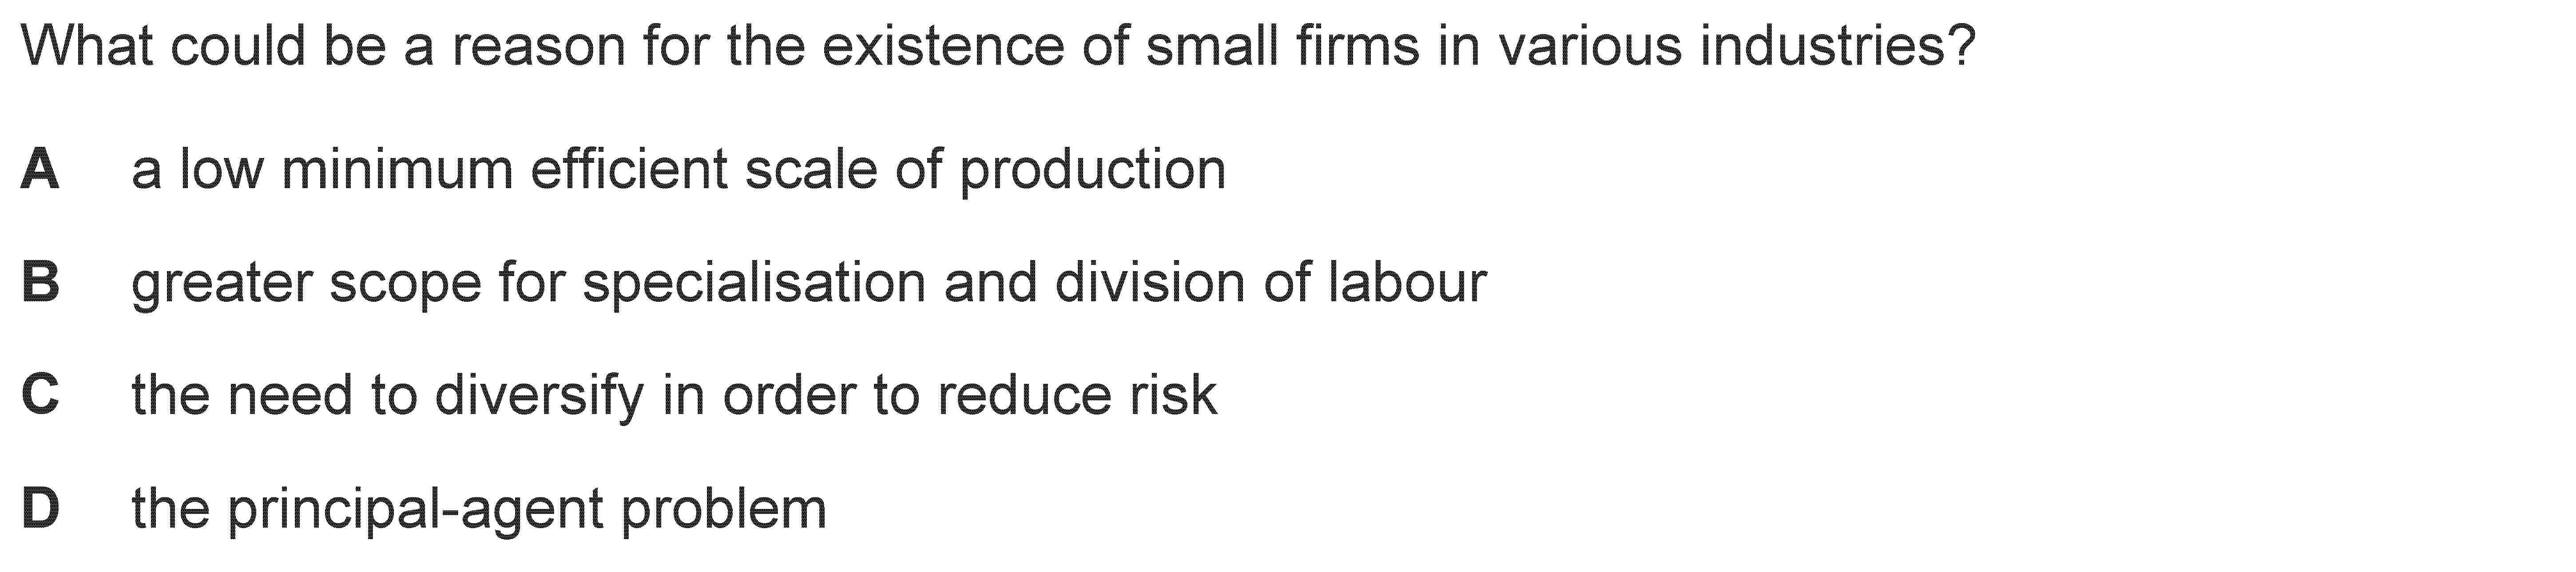 What could be a reason for the existence of small firms in various industries?
A a low minimum efficient scale of production
B greater scope for specialisation and division of labour
C the need to diversify in order to reduce risk
D the principal-agent problem